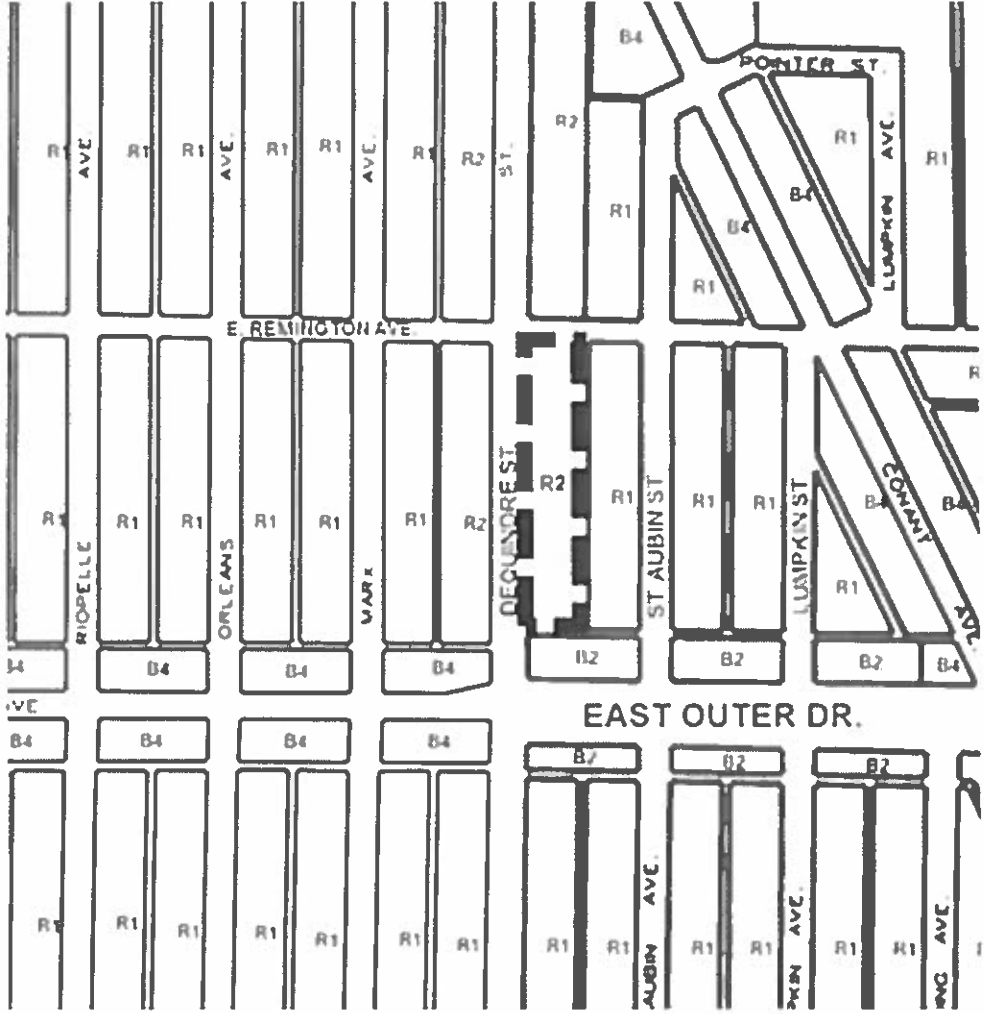 B4
POINTER ST.
R1 R1 R1 R1 R1 R1 R2 R2 R1 R1
AVE. AVE. AVE. ST. LUMPKIN AVE.
R1 B4 B4
R1
E. REMINGTON AVE.
R
R2
R1 R1 R1 R1 R1 R1 R2 R1 R1 R1 B4 B4
RIOPELLE ORLEANS MARX DEQUINDRE ST ST AUBIN ST LUMPKIN ST CONANT AVE.
R1
B4 B4 B4 B2 B2 B2 B4
VE
EAST OUTER DR.
B4 B4 B4 B4 B2 B2 B2
R1 R1 R1 R1 R1 R1 R1 R1 R1 R1 R1 R1 R1
AUBIN AVE. PKIN AVE. ING AVE.